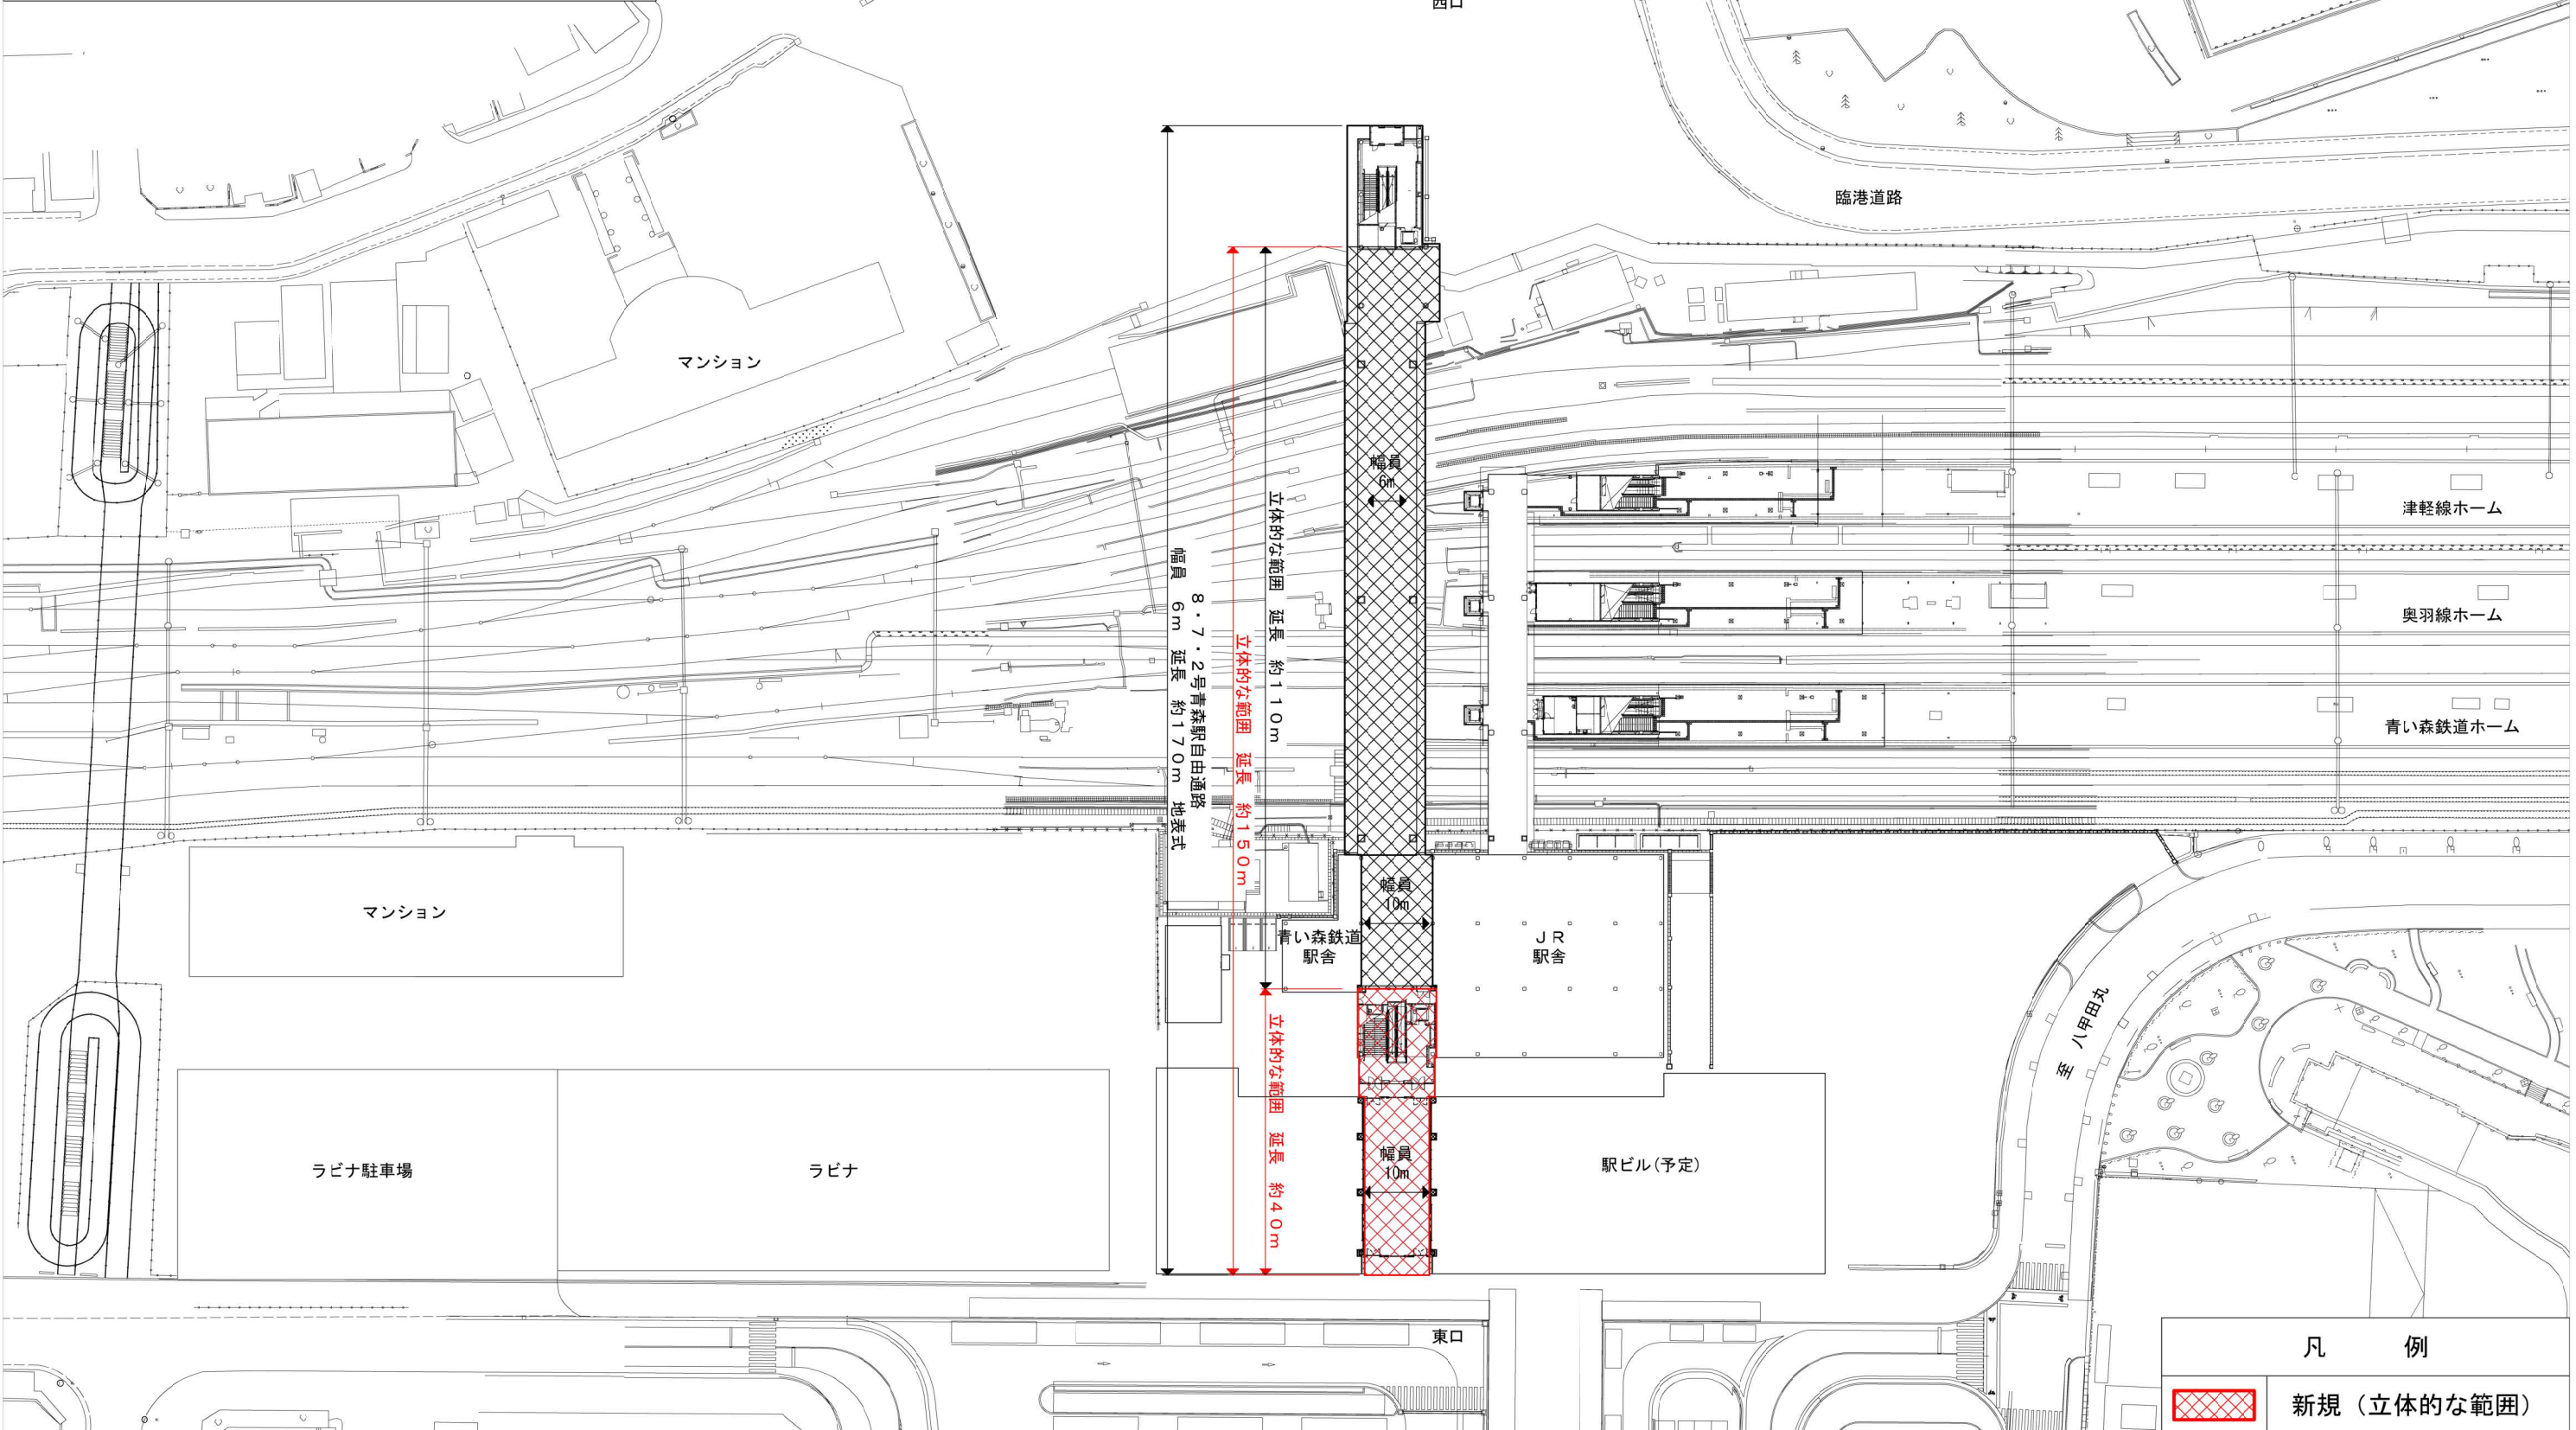 西口
臨港道路
マンション
幅員
6m
津軽線ホーム
奥羽線ホーム
青い森鉄道ホーム
立体的な範囲 延長 約110m
立体的な範囲 延長 約150m
8・7・2号青森駅自由通路
幅員 6m 延長 約170m 地表式
マンション
幅員
10m
青い森鉄道
駅舎
JR
駅舎
至 八甲田丸
立体的な範囲 延長 約40m
ラビナ駐車場
ラビナ
幅員
10m
駅ビル(予定)
東口
凡 例
新規(立体的な範囲)